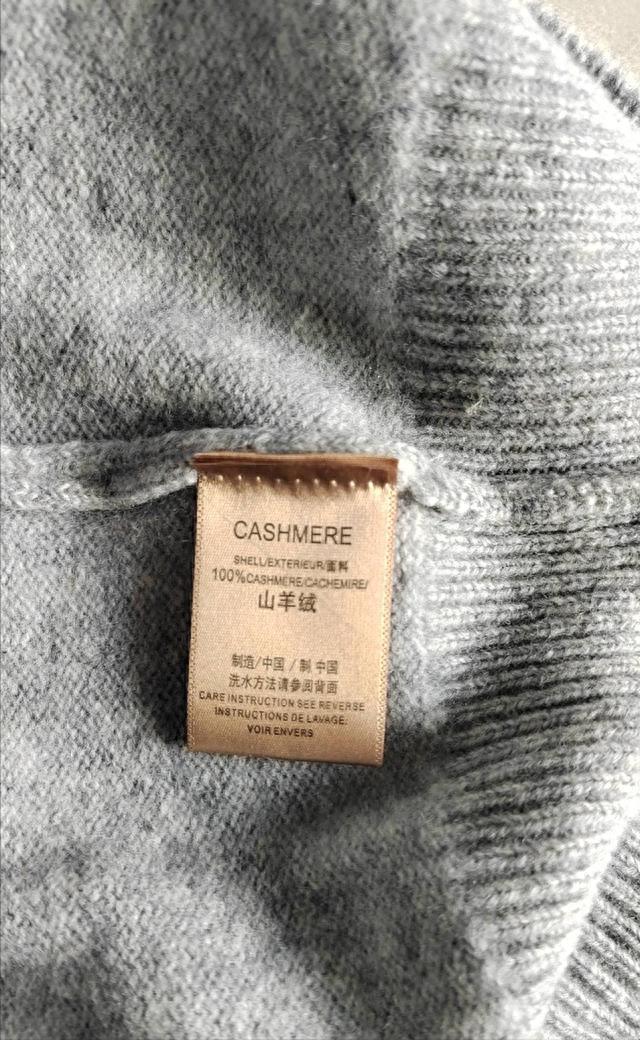 CASHMERE
SHELL/EXTERIEUR/面料
100%CASHMERE/CACHEMIRE/
山羊绒
制造/中国 / 制 中国
洗水方法请参阅背面
CARE INSTRUCTION SEE REVERSE
INSTRUCTIONS DE LAVAGE:
VOIR ENVERS